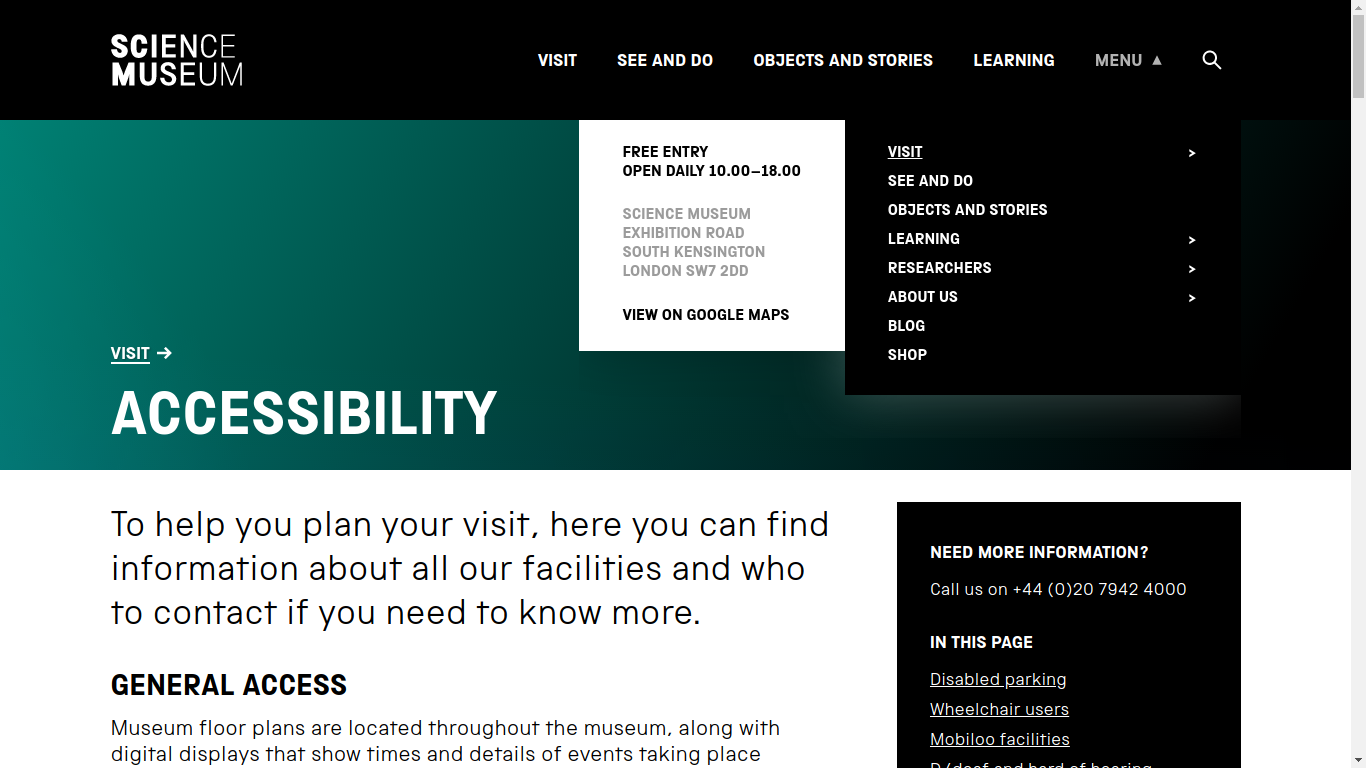 SCIENCE
MUSEUM
VISIT
SEE AND DO
OBJECTS AND STORIES
LEARNING
MENU ▲
FREE ENTRY
OPEN DAILY 10.00–18.00
SCIENCE MUSEUM
EXHIBITION ROAD
SOUTH KENSINGTON
LONDON SW7 2DD
VIEW ON GOOGLE MAPS
VISIT >
SEE AND DO
OBJECTS AND STORIES
LEARNING >
RESEARCHERS >
ABOUT US >
BLOG
SHOP
VISIT →
ACCESSIBILITY
To help you plan your visit, here you can find
information about all our facilities and who
to contact if you need to know more.
GENERAL ACCESS
Museum floor plans are located throughout the museum, along with
digital displays that show times and details of events taking place
NEED MORE INFORMATION?
Call us on +44 (0)20 7942 4000
IN THIS PAGE
Disabled parking
Wheelchair users
Mobiloo facilities
D/deaf and hard of hearing